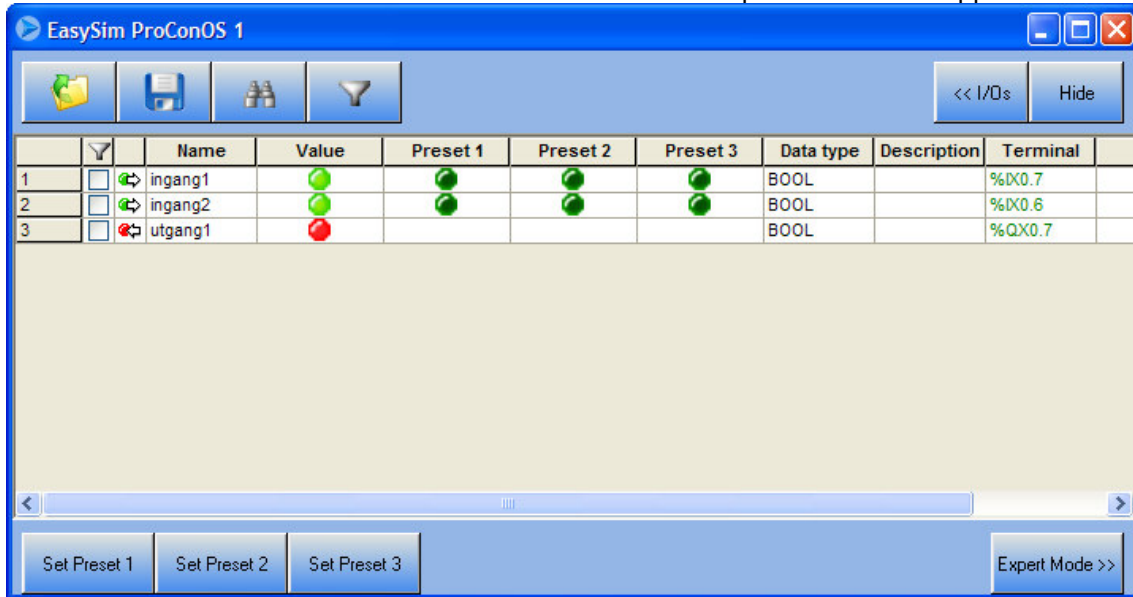 EasySim ProConOS 1
<< I/Os Hide
Name Value Preset 1 Preset 2 Preset 3 Data type Description Terminal
1 ingang1 BOOL %IX0.7
2 ingang2 BOOL %IX0.6
3 utgang1 BOOL %QX0.7
Set Preset 1 Set Preset 2 Set Preset 3 Expert Mode >>